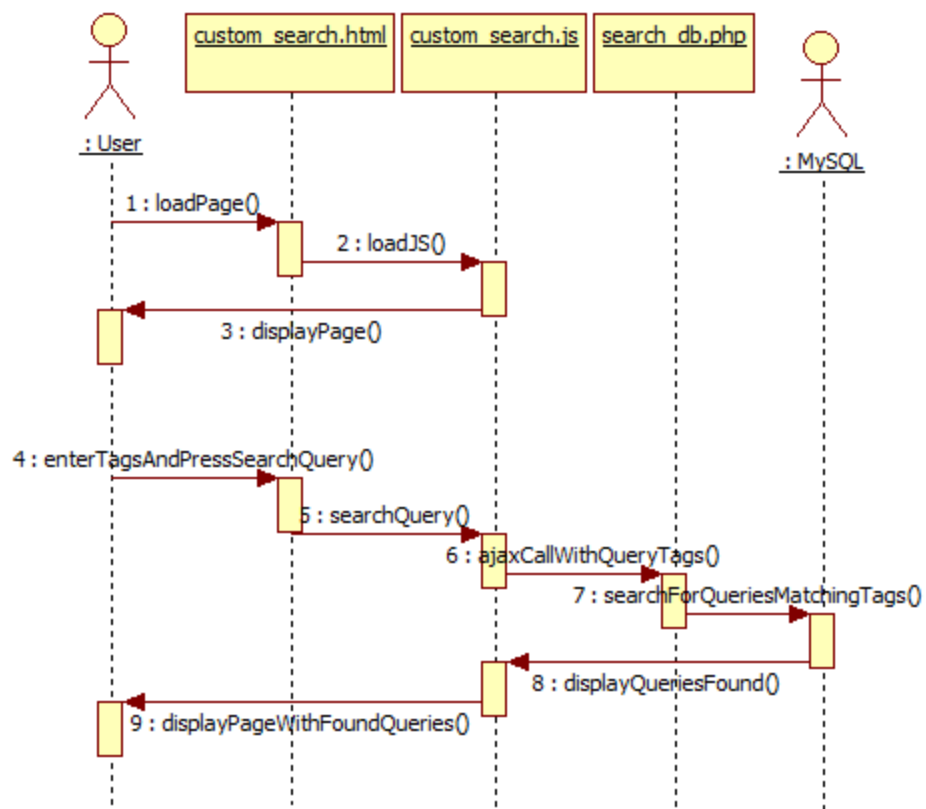 custom_search.html
custom_search.js
search_db.php
: User
: MySQL
1 : loadPage()
2 : loadJS()
3 : displayPage()
4 : enterTagsAndPressSearchQuery()
5 : searchQuery()
6 : ajaxCallWithQueryTags()
7 : searchForQueriesMatchingTags()
8 : displayQueriesFound()
9 : displayPageWithFoundQueries()